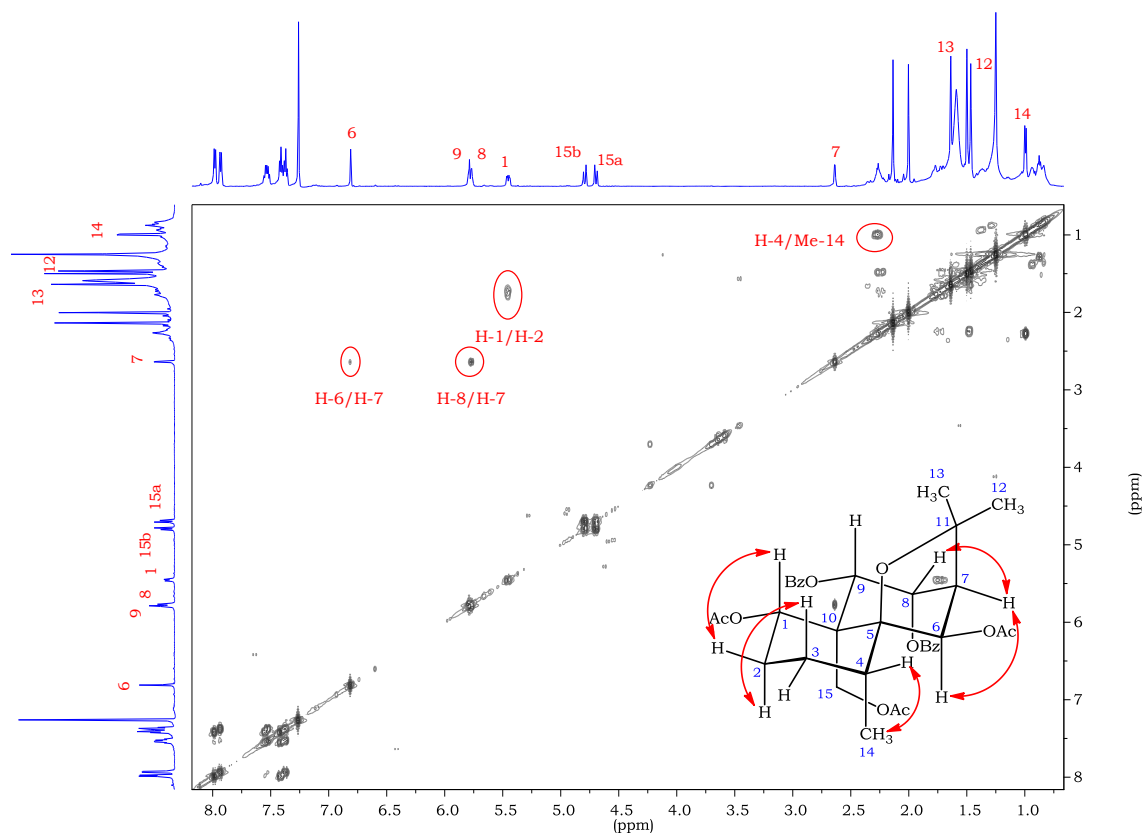 13
12
14
6
9
8
1
15b
15a
7
14
12
13
7
15a
15b
1
8
9
6
H-4/Me-14
H-1/H-2
H-6/H-7
H-8/H-7
1
2
3
4
5
6
7
8
(ppm)
8.0 7.5 7.0 6.5 6.0 5.5 5.0 4.5 4.0 3.5 3.0 2.5 2.0 1.5 1.0
(ppm)
13
H3C
12
CH3
11
H
H
H
O
7
BzO
9
H
8
H
AcO
1
10
5
6
OAc
H
3
4
H
OBz
2
H
H
H
15
OAc
CH3
14